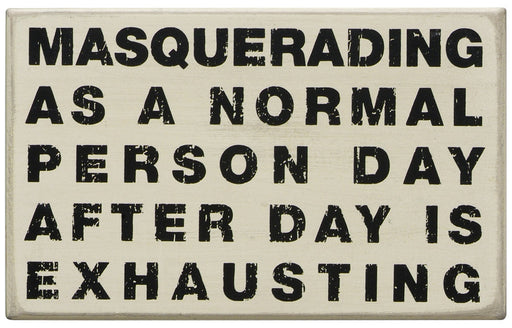 MASQUERADING
AS A NORMAL
PERSON DAY
AFTER DAY IS
EXHAUSTING